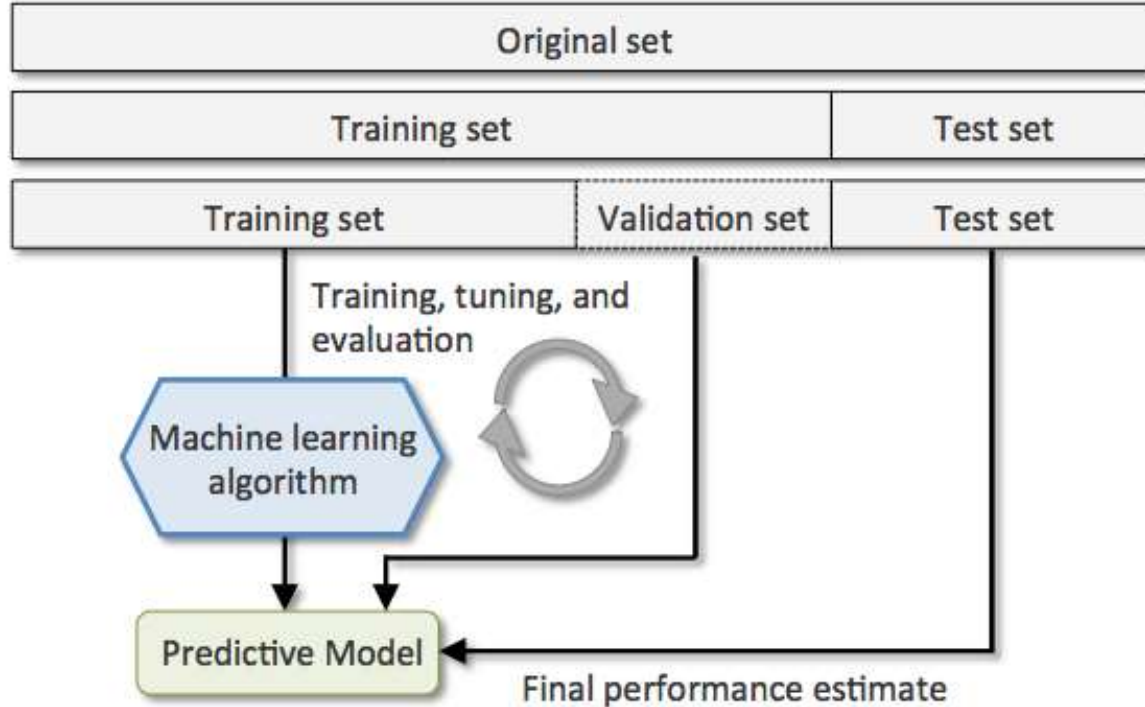 Original set
Training set
Test set
Training set
Validation set
Test set
Training, tuning, and
evaluation
Machine learning
algorithm
Predictive Model
Final performance estimate